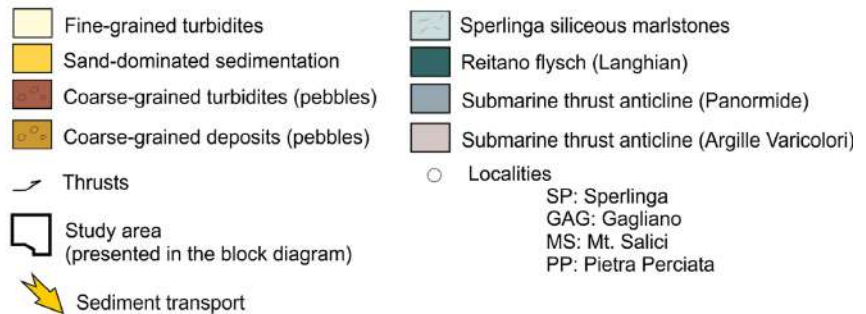 Fine-grained turbidites
Sand-dominated sedimentation
Coarse-grained turbidites (pebbles)
Coarse-grained deposits (pebbles)
Thrusts
Study area
(presented in the block diagram)
Sediment transport
Sperlinga siliceous marlstones
Reitano flysch (Langhian)
Submarine thrust anticline (Panormide)
Submarine thrust anticline (Argille Varicolori)
Localities
SP: Sperlinga
GAG: Gagliano
MS: Mt. Salici
PP: Pietra Perciata